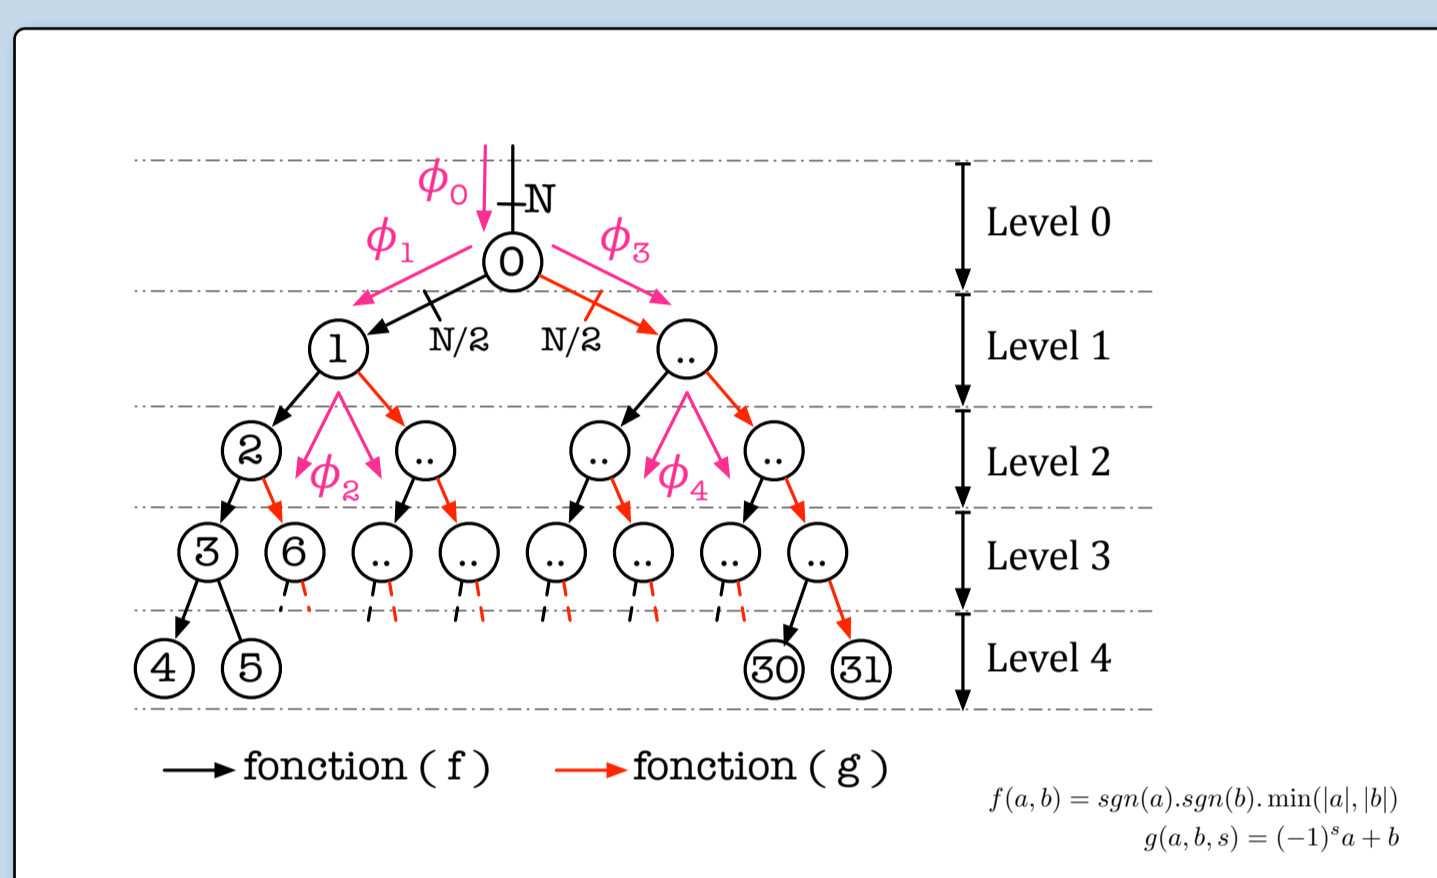 ϕ0 N
Level 0
ϕ1 ϕ3
0
N/2 N/2
1 ..
Level 1
2 .. .. ..
Level 2
ϕ2 ϕ4
3 6 .. .. .. .. .. ..
Level 3
4 5 30 31
Level 4
fonction (f) fonction (g)
f(a, b) = sgn(a).sgn(b). min(|a|, |b|)
g(a, b, s) = (−1)^s a + b